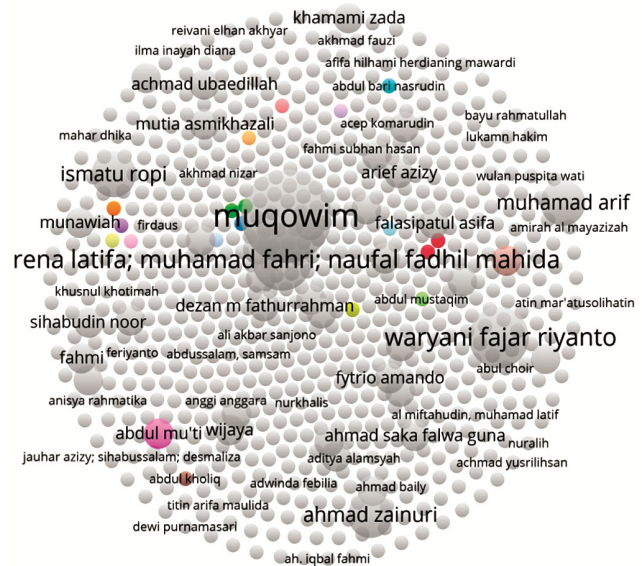 khamami zada
reivani elhan akhyar
akhmad fauzi
ilma inayah diana
afifa hilhami herdianing mawardi
achmad ubaedillah
abdul bari nasrudin
bayu rahmatullah
mutia asmikhazali
acep komarudin
mahar dhika
lukamn hakim
fahmi subhan hasan
ismatu ropi
akhmad nizar
arief azizy
wulan puspita wati
muhamad arif
muqowim
munawiah
firdaus
falasipatul asifa
amirah al mayazizah
rena latifa; muhamad fahri; naufal fadhil mahida
khusnul khotimah
dezan m fathurrahman
abdul mustaqim
atin mar'atusolihatin
sihabudin noor
ali akbar sanjono
waryani fajar riyanto
fahmi
feriyanto
abdussalam, samsam
abul choir
fytrio amando
anisya rahmatika
anggi anggara
nurkhalis
al miftahudin, muhamad latif
abdul mu'ti
wijaya
ahmad saka falwa guna
nuralih
jauhar azizy; sihabussalam; desmaliza
aditya alamsyah
achmad yusrilihsan
abdul kholiq
adwinda febilia
ahmad baily
titin arifa maulida
ahmad zainuri
dewi purnamasari
ah. iqbal fahmi